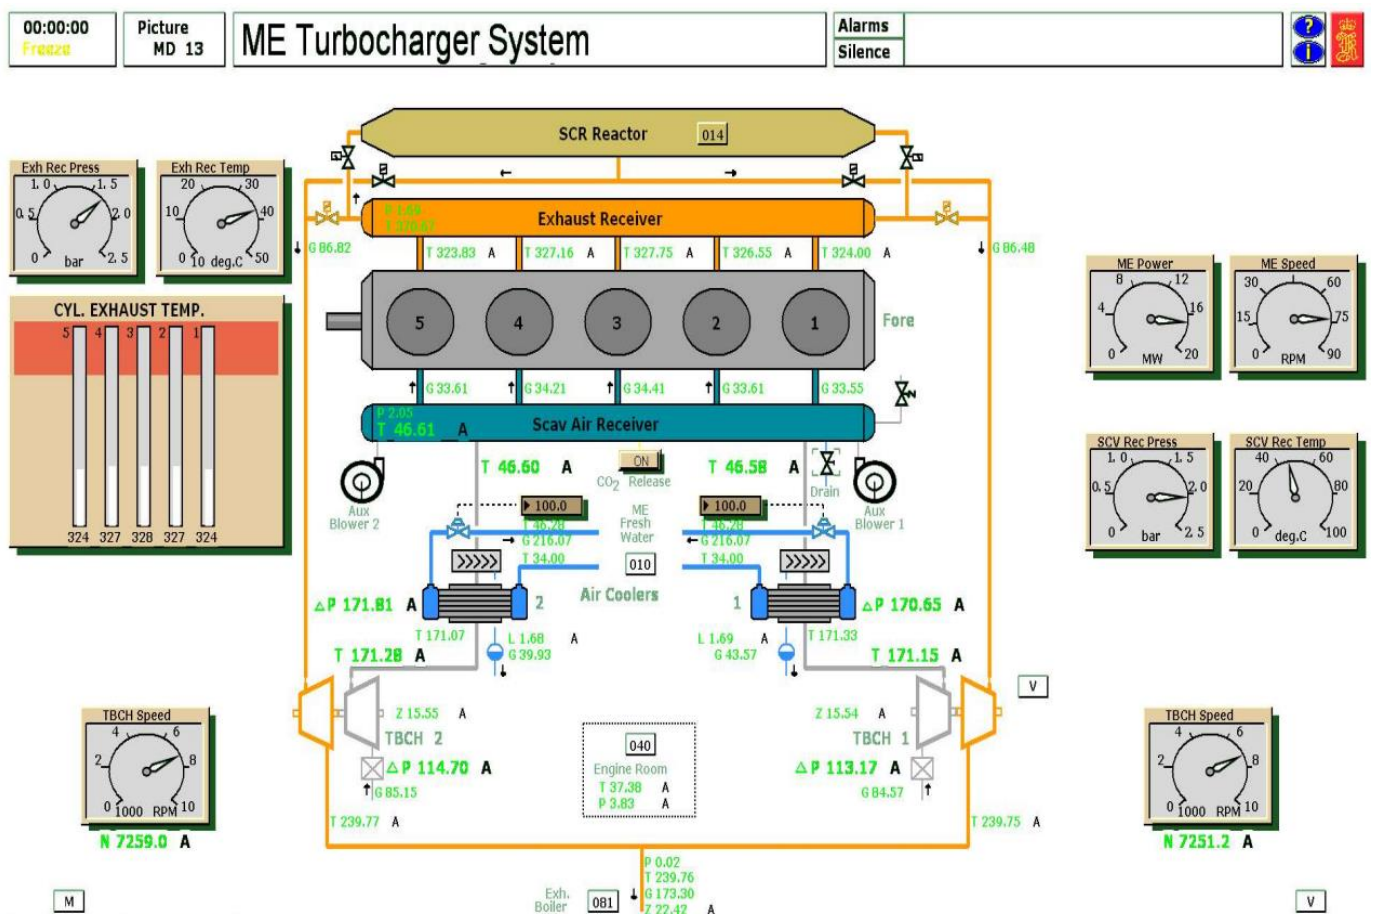 00:00:00
Freeze
Picture
MD 13
ME Turbocharger System
Alarms
Silence
?
i
SCR Reactor 014
Exh Rec Press
0 0.5 1.0 1.5 2.0 2.5
bar
Exh Rec Temp
0 10 20 30 40 50
10 deg.C
P 1.69
T 370.87
Exhaust Receiver
G 86.82
G 86.48
T 323.83 A T 327.16 A T 327.75 A T 326.55 A T 324.00 A
CYL. EXHAUST TEMP.
5 4 3 2 1
324 327 328 327 324
5 4 3 2 1
Fore
ME Power
0 4 8 12 16 20
MW
ME Speed
0 15 30 60 75 90
RPM
G 33.61 G 34.21 G 34.41 G 33.61 G 33.55
P 2.05
T 46.61 A
Scav Air Receiver
SCV Rec Press
0 0.5 1.0 1.5 2.0 2.5
bar
SCV Rec Temp
0 20 40 60 80 100
deg.C
T 46.60 A
ON
CO2 Release
T 46.58 A
Drain
Aux
Blower 2
Aux
Blower 1
100.0
100.0
ME
Fresh
Water
T 46.28
G 216.07
T 34.00
T 46.28
G 216.07
T 34.00
010
Air Coolers
△P 171.81 A
2
1
△P 170.65 A
T 171.07
L 1.68 A
G 39.93
L 1.69 A
G 43.57
T 171.33
T 171.28 A
T 171.15 A
V
Z 15.55 A
TBCH 2
△P 114.70 A
G 85.15
Z 15.54 A
TBCH 1
△P 113.17 A
G 84.57
040
Engine Room
T 37.38 A
P 3.83 A
TBCH Speed
0 2 4 6 8 10
1000 RPM
N 7259.0 A
TBCH Speed
0 2 4 6 8 10
1000 RPM
N 7251.2 A
T 239.77 A
T 239.75 A
P 0.02
T 239.76
G 173.30
Z 22.42 A
Exh.
Boiler
081
M
V